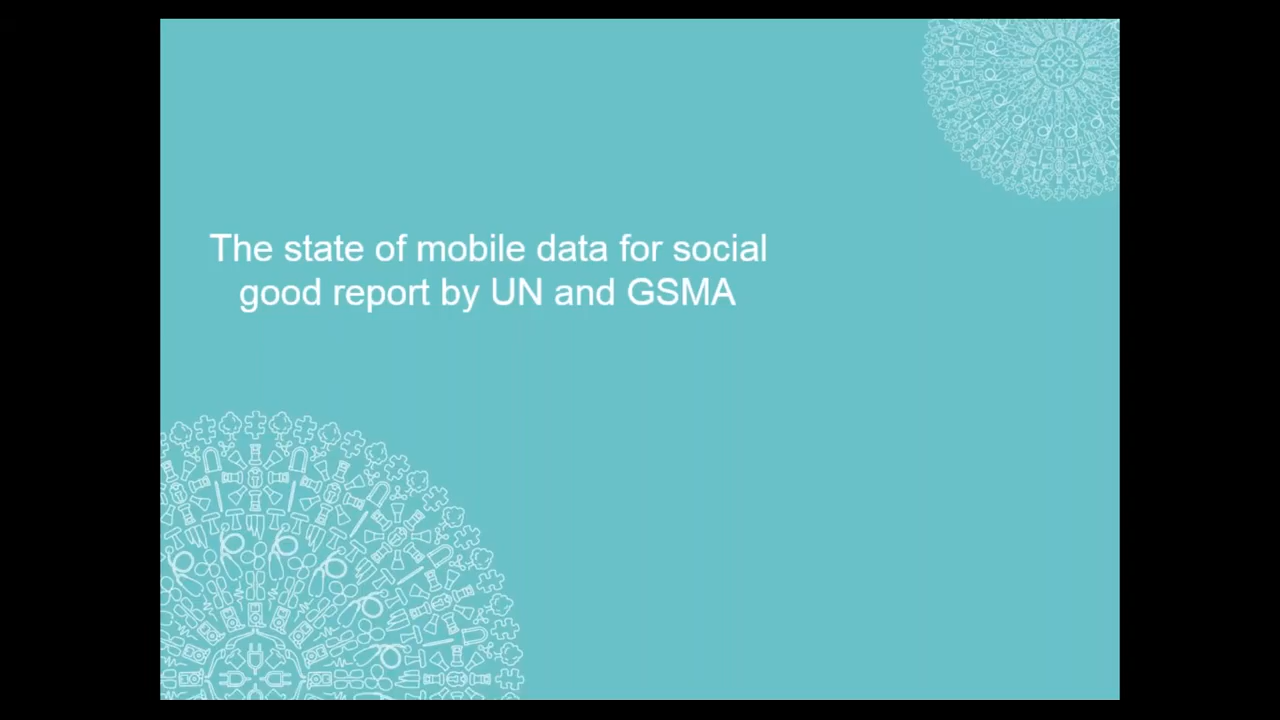 The state of mobile data for social
good report by UN and GSMA